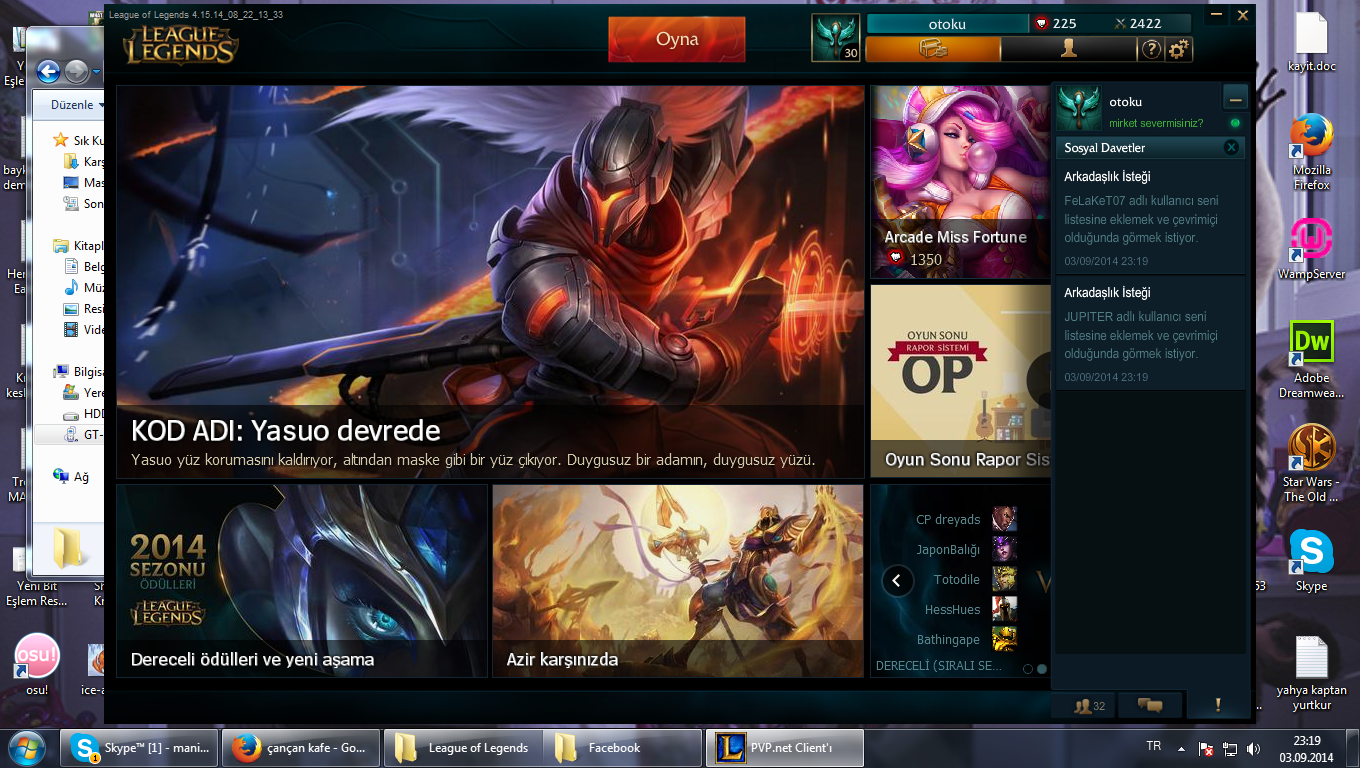 League of Legends 4.15.14_08_22_13_33
LEAGUE OF
LEGENDS
Oyna
30
otoku
225
2422
KOD ADI: Yasuo devrede
Yasuo yüz korumasını kaldırıyor, altından maske gibi bir yüz çıkıyor. Duygusuz bir adamın, duygusuz yüzü.
Arcade Miss Fortune
1350
OYUN SONU
RAPOR SİSTEMİ
OP
Oyun Sonu Rapor Sis
2014
SEZONU
ÖDÜLLERİ
LEAGUE OF
LEGENDS
Dereceli ödülleri ve yeni aşama
Azir karşınızda
CP dreyads
JaponBalığı
Totodile
HessHues
Bathingape
DERECELİ (SIRALI SE...
otoku
mirket severmisiniz?
Sosyal Davetler
Arkadaşlık İsteği
FeLaKeT07 adlı kullanıcı seni
listesine eklemek ve çevrimiçi
olduğunda görmek istiyor.
03/09/2014 23:19
Arkadaşlık İsteği
JUPITER adlı kullanıcı seni
listesine eklemek ve çevrimiçi
olduğunda görmek istiyor.
03/09/2014 23:19
32
Düzenle
Sık Ku
Karş
Mas
Son
Kitapl
Belg
Müz
Resi
Vide
Bilgisa
Yere
HDD
GT-
Ağ
Yeni Bit
Eşlem Res...
osu!
osu!
kayit.doc
Mozilla
Firefox
WampServer
Dw
Adobe
Dreamwea...
Star Wars -
The Old ...
Skype
yahya kaptan
yurtkur
Skype™ [1] - mani...
çançan kafe - Go...
League of Legends
Facebook
PVP.net Client'ı
TR
23:19
03.09.2014